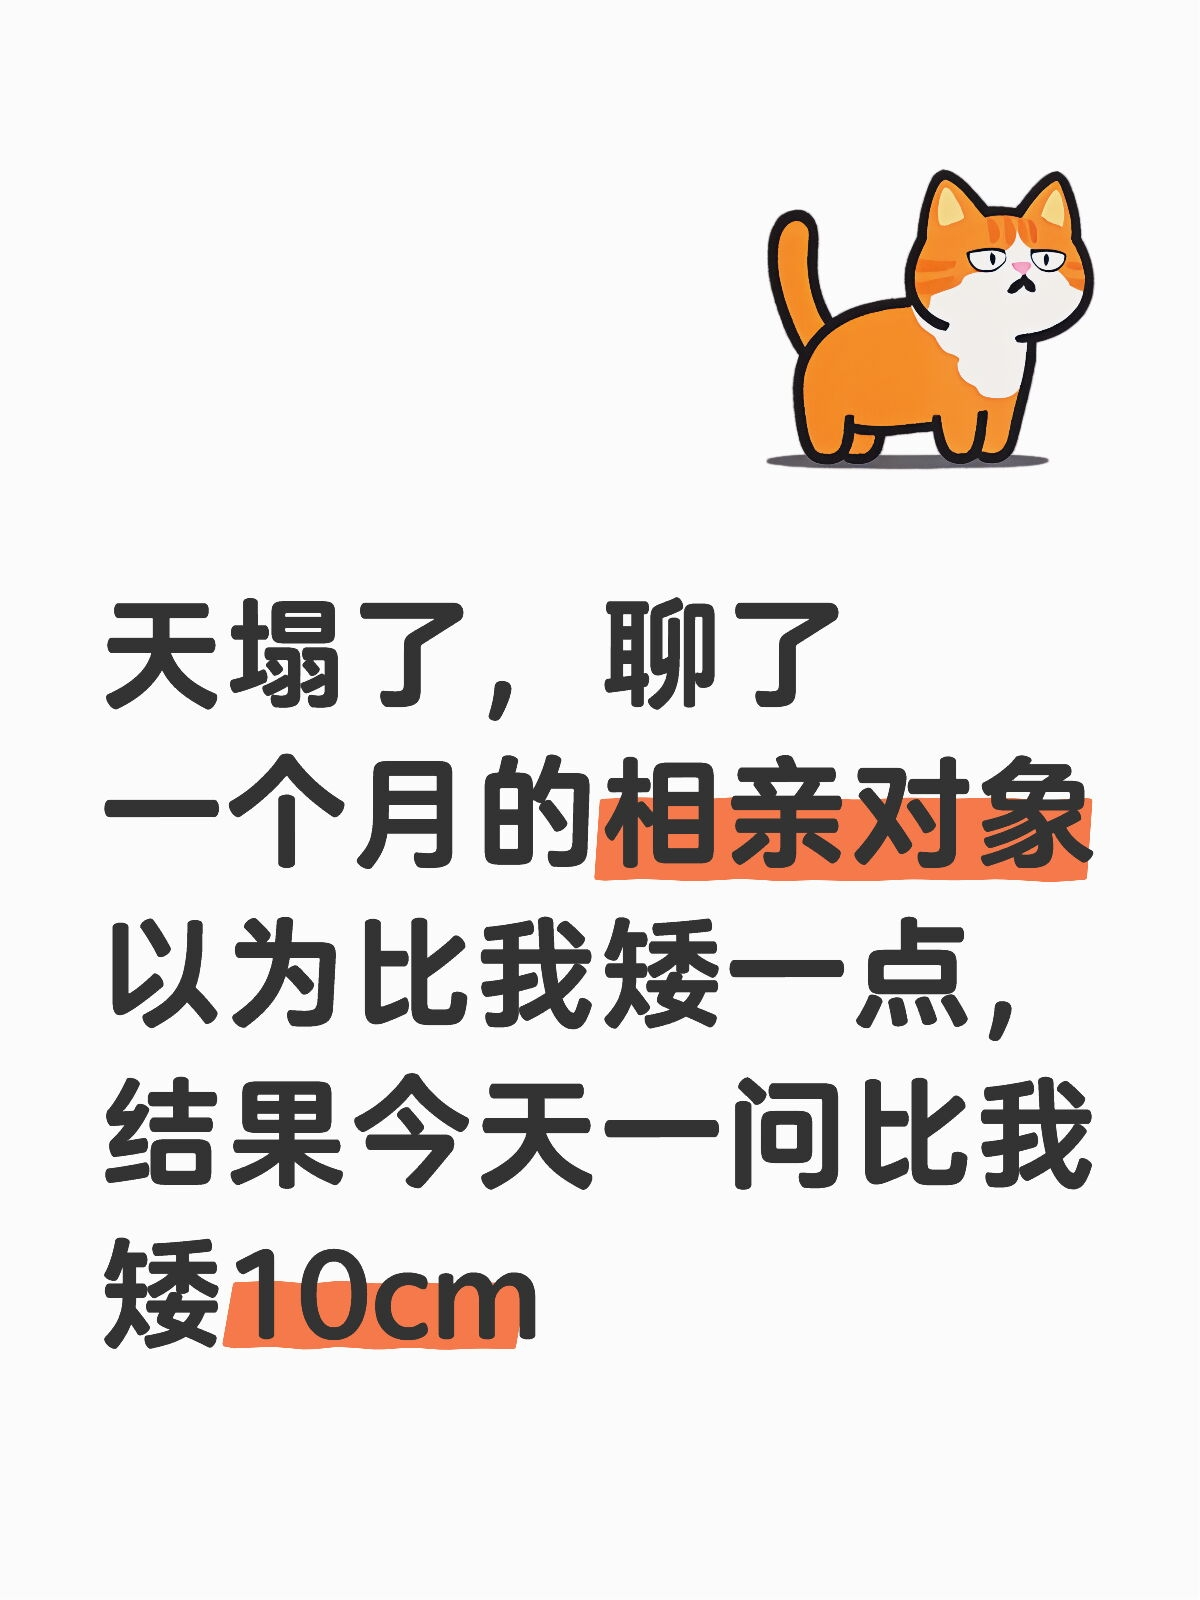 天塌了，聊了
一个月的相亲对象
以为比我矮一点，
结果今天一问比我
矮10cm